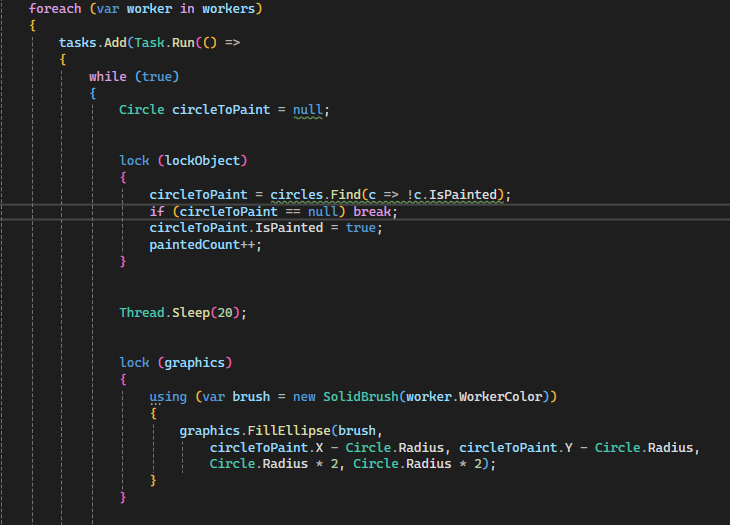 foreach (var worker in workers)
{
tasks.Add(Task.Run(() =>
{
while (true)
{
Circle circleToPaint = null;
lock (lockObject)
{
circleToPaint = circles.Find(c => !c.IsPainted);
if (circleToPaint == null) break;
circleToPaint.IsPainted = true;
paintedCount++;
}
Thread.Sleep(20);
lock (graphics)
{
using (var brush = new SolidBrush(worker.WorkerColor))
{
graphics.FillEllipse(brush,
circleToPaint.X - Circle.Radius, circleToPaint.Y - Circle.Radius,
Circle.Radius * 2, Circle.Radius * 2);
}
}